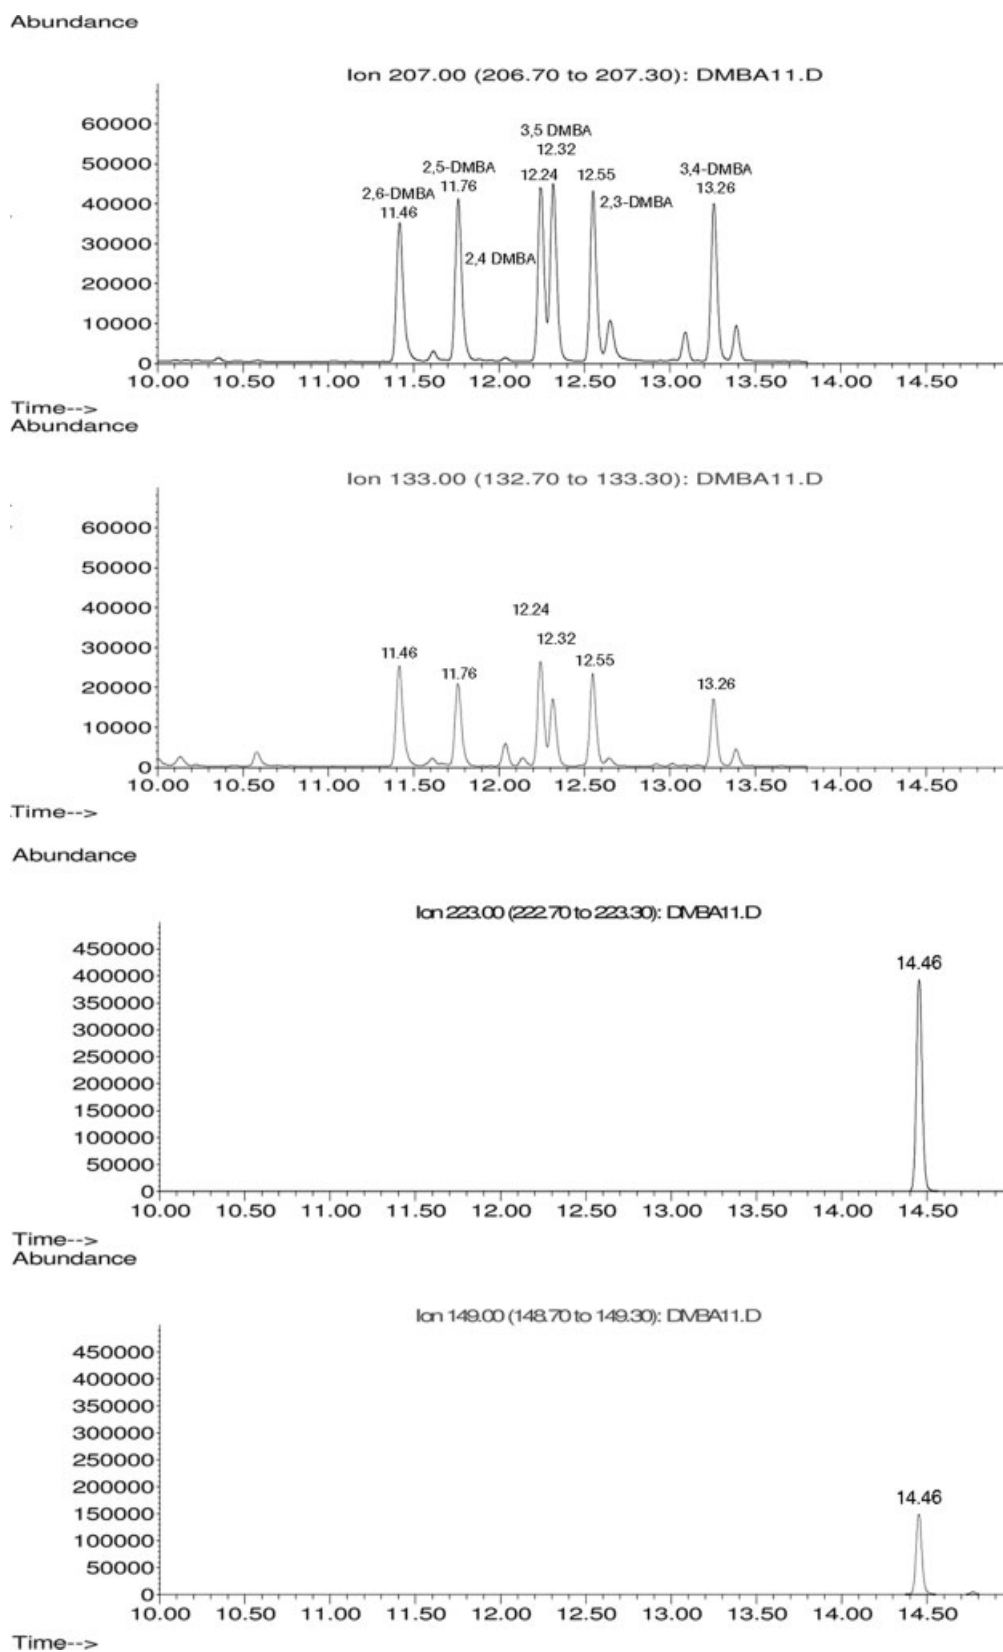 Abundance
Ion 207.00 (206.70 to 207.30): DMBA11.D
60000
50000
40000
30000
20000
10000
0
2,6-DMBA
11.46
2,5-DMBA
11.76
2,4 DMBA
12.24
3,5 DMBA
12.32
12.55
2,3-DMBA
3,4-DMBA
13.26
10.00 10.50 11.00 11.50 12.00 12.50 13.00 13.50 14.00 14.50
Time-->
Abundance
Ion 133.00 (132.70 to 133.30): DMBA11.D
60000
50000
40000
30000
20000
10000
0
11.46
11.76
12.24
12.32
12.55
13.26
10.00 10.50 11.00 11.50 12.00 12.50 13.00 13.50 14.00 14.50
Time-->
Abundance
Ion 223.00 (222.70 to 223.30): DMBA11.D
450000
400000
350000
300000
250000
200000
150000
100000
50000
0
14.46
10.00 10.50 11.00 11.50 12.00 12.50 13.00 13.50 14.00 14.50
Time-->
Abundance
Ion 149.00 (148.70 to 149.30): DMBA11.D
450000
400000
350000
300000
250000
200000
150000
100000
50000
0
14.46
10.00 10.50 11.00 11.50 12.00 12.50 13.00 13.50 14.00 14.50
Time-->